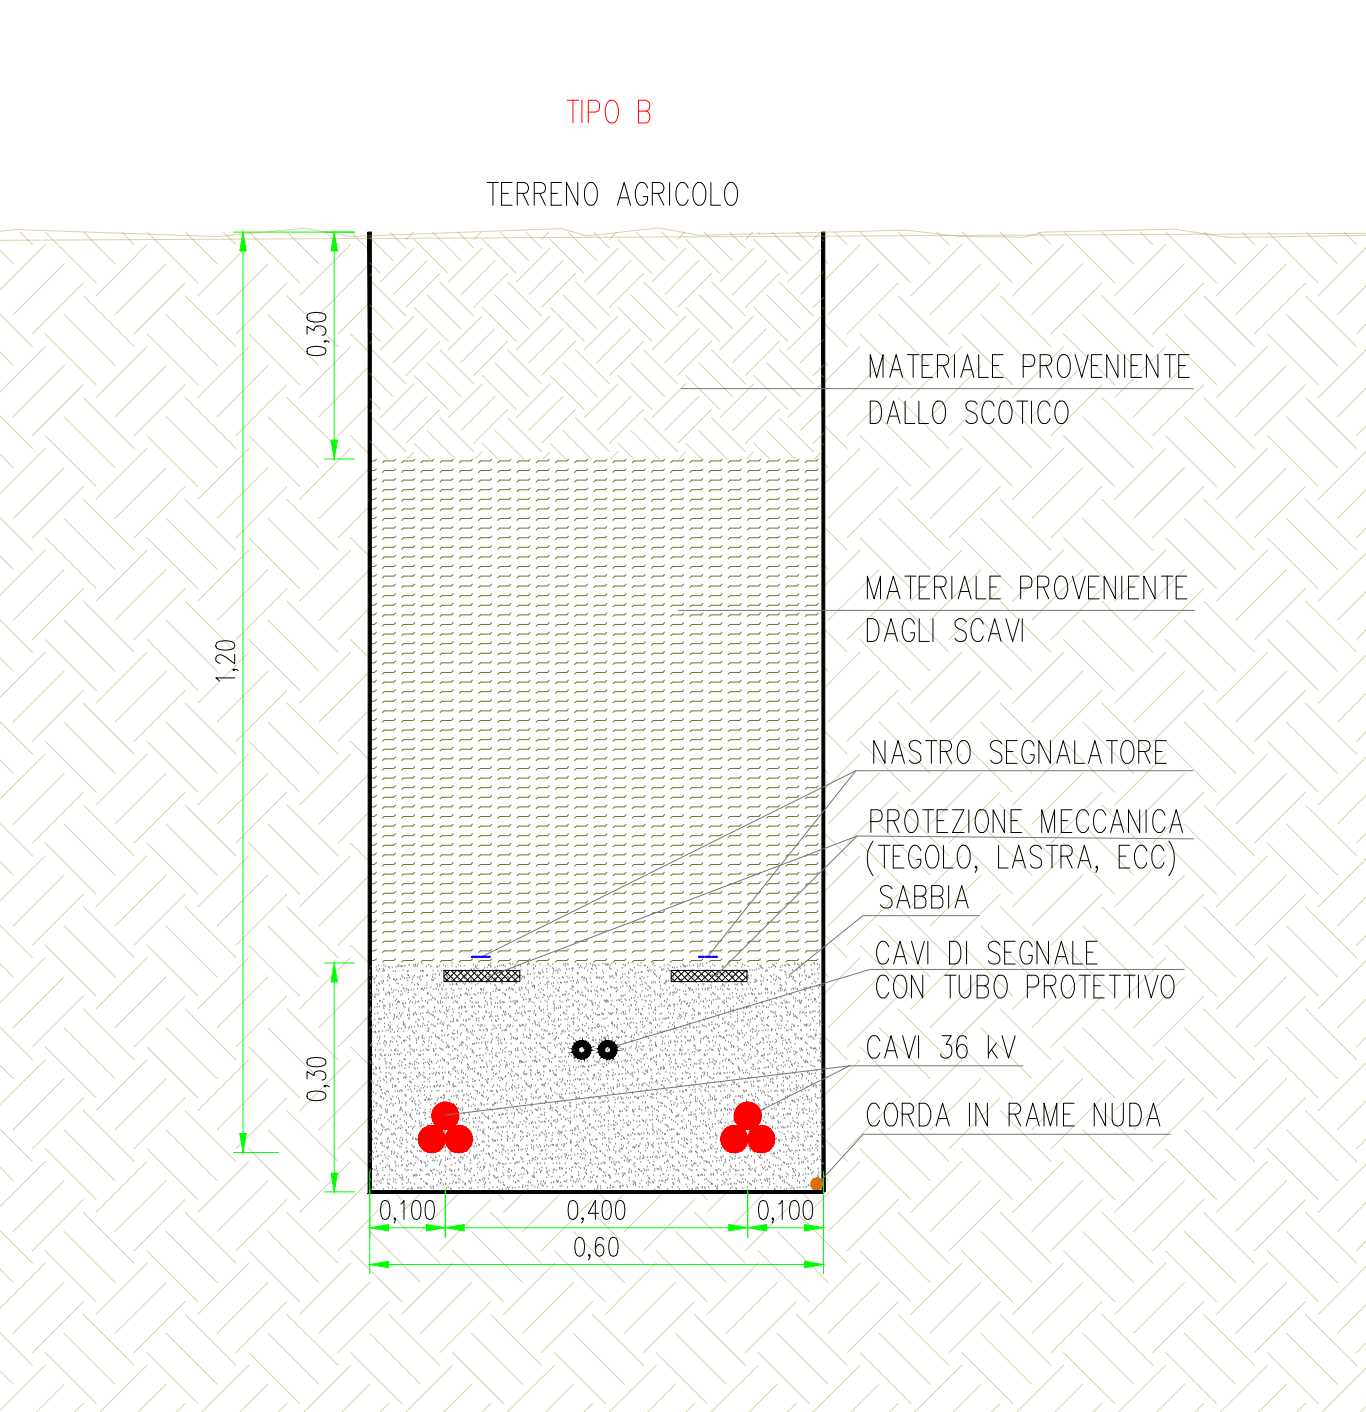 TIPO B
TERRENO AGRICOLO
0,30
MATERIALE PROVENIENTE
DALLO SCOTICO
MATERIALE PROVENIENTE
DAGLI SCAVI
1,20
NASTRO SEGNALATORE
PROTEZIONE MECCANICA
(TEGOLO, LASTRA, ECC)
SABBIA
CAVI DI SEGNALE
CON TUBO PROTETTIVO
CAVI 36 kV
0,30
CORDA IN RAME NUDA
0,100 0,400 0,100
0,60